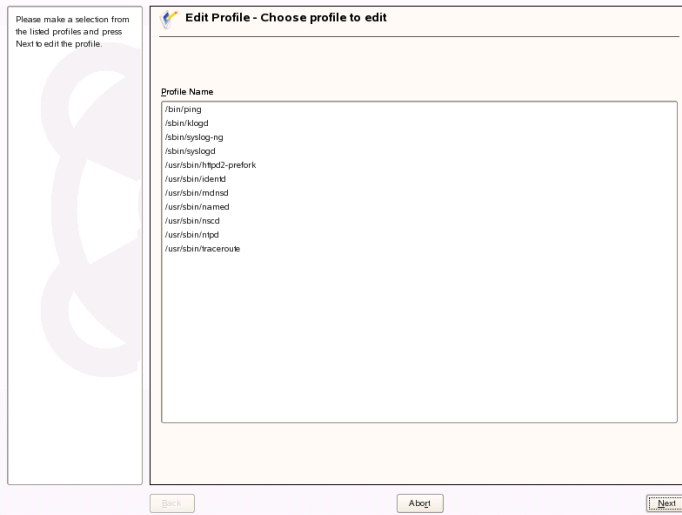 Please make a selection from
the listed profiles and press
Next to edit the profile.
Edit Profile - Choose profile to edit
Profile Name
/bin/ping
/sbin/klogd
/sbin/syslog-ng
/sbin/syslogd
/usr/sbin/httpd2-prefork
/usr/sbin/identd
/usr/sbin/mdnsd
/usr/sbin/named
/usr/sbin/nscd
/usr/sbin/ntpd
/usr/sbin/traceroute
Back
Abort
Next